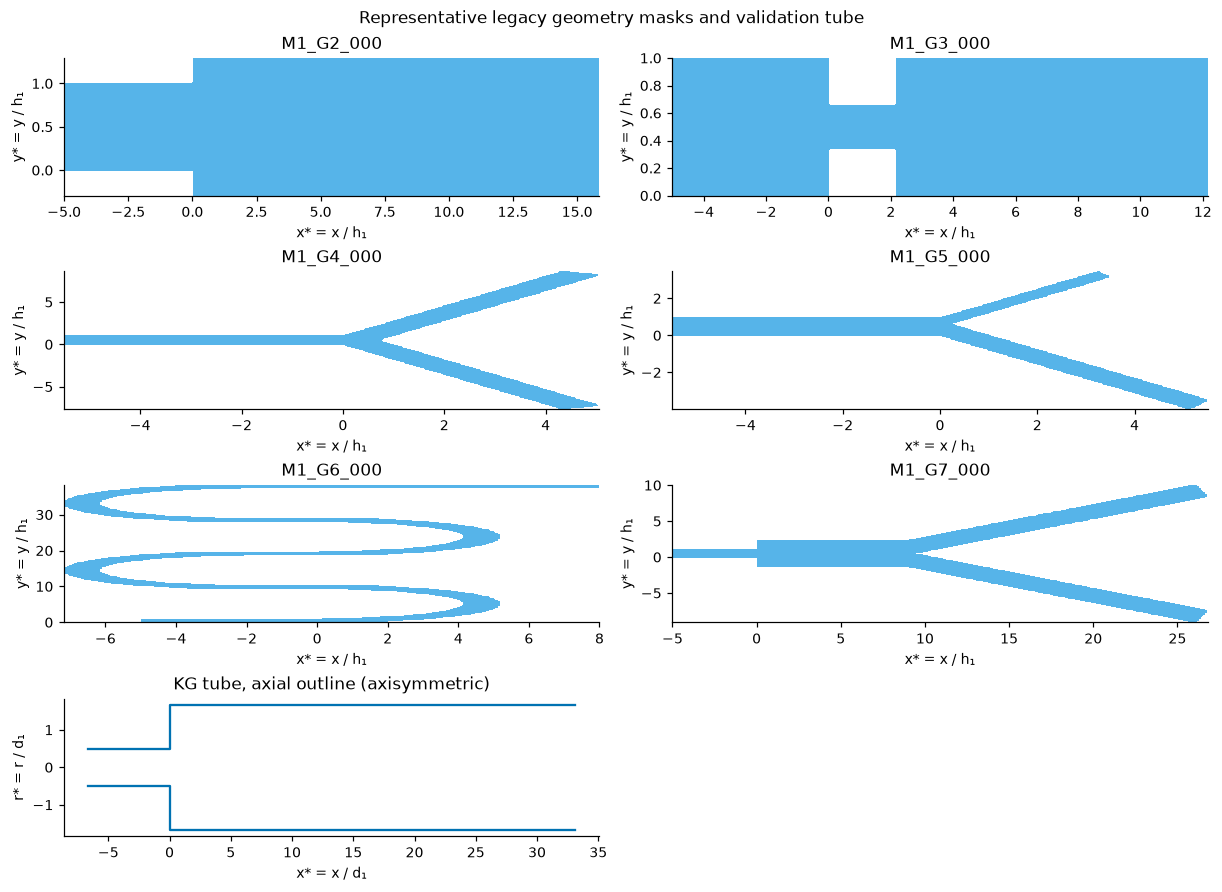 Representative legacy geometry masks and validation tube
M1_G2_000
y* = y / h₁
1.0
0.5
0.0
−5.0 −2.5 0.0 2.5 5.0 7.5 10.0 12.5 15.0
x* = x / h₁
M1_G3_000
y* = y / h₁
1.0
0.8
0.6
0.4
0.2
0.0
−4 −2 0 2 4 6 8 10 12
x* = x / h₁
M1_G4_000
y* = y / h₁
5
0
−5
−4 −2 0 2 4
x* = x / h₁
M1_G5_000
y* = y / h₁
2
0
−2
−4 −2 0 2 4
x* = x / h₁
M1_G6_000
y* = y / h₁
30
20
10
0
−6 −4 −2 0 2 4 6 8
x* = x / h₁
M1_G7_000
y* = y / h₁
10
5
0
−5
−5 0 5 10 15 20 25
x* = x / h₁
KG tube, axial outline (axisymmetric)
r* = r / d₁
1
0
−1
−5 0 5 10 15 20 25 30 35
x* = x / d₁